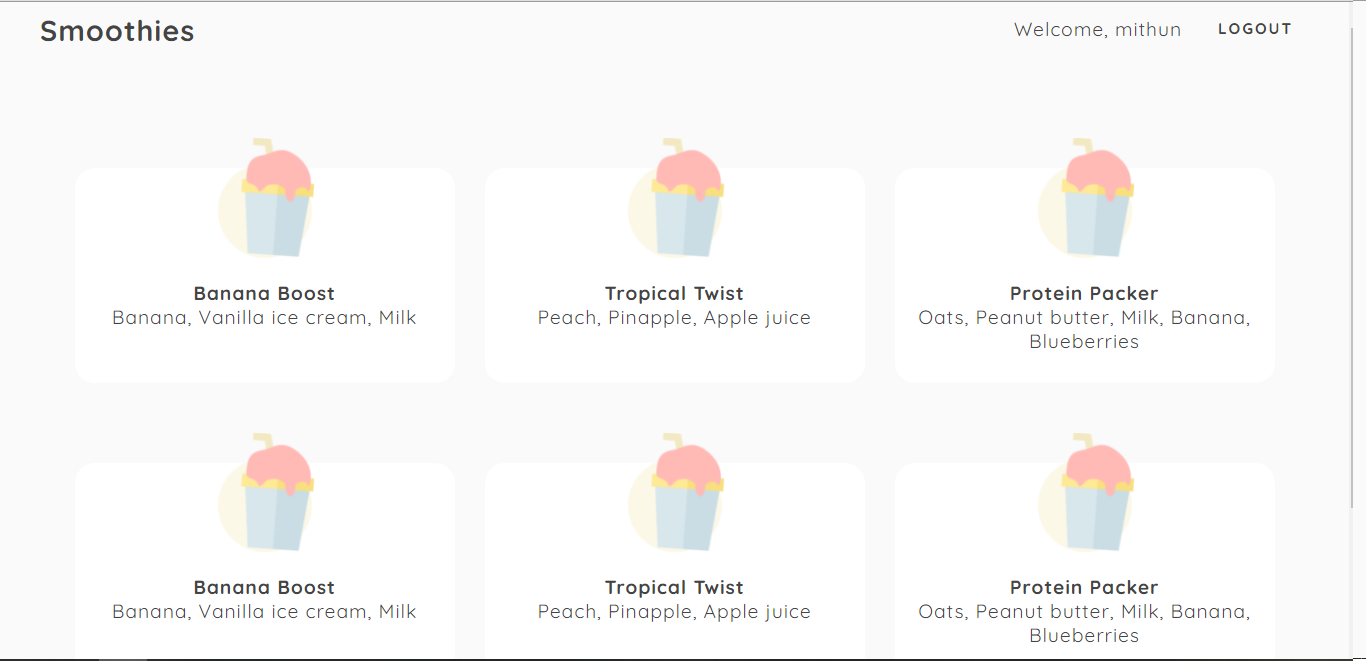 Smoothies
Welcome, mithun
LOGOUT
Banana Boost
Banana, Vanilla ice cream, Milk
Tropical Twist
Peach, Pinapple, Apple juice
Protein Packer
Oats, Peanut butter, Milk, Banana,
Blueberries
Banana Boost
Banana, Vanilla ice cream, Milk
Tropical Twist
Peach, Pinapple, Apple juice
Protein Packer
Oats, Peanut butter, Milk, Banana,
Blueberries